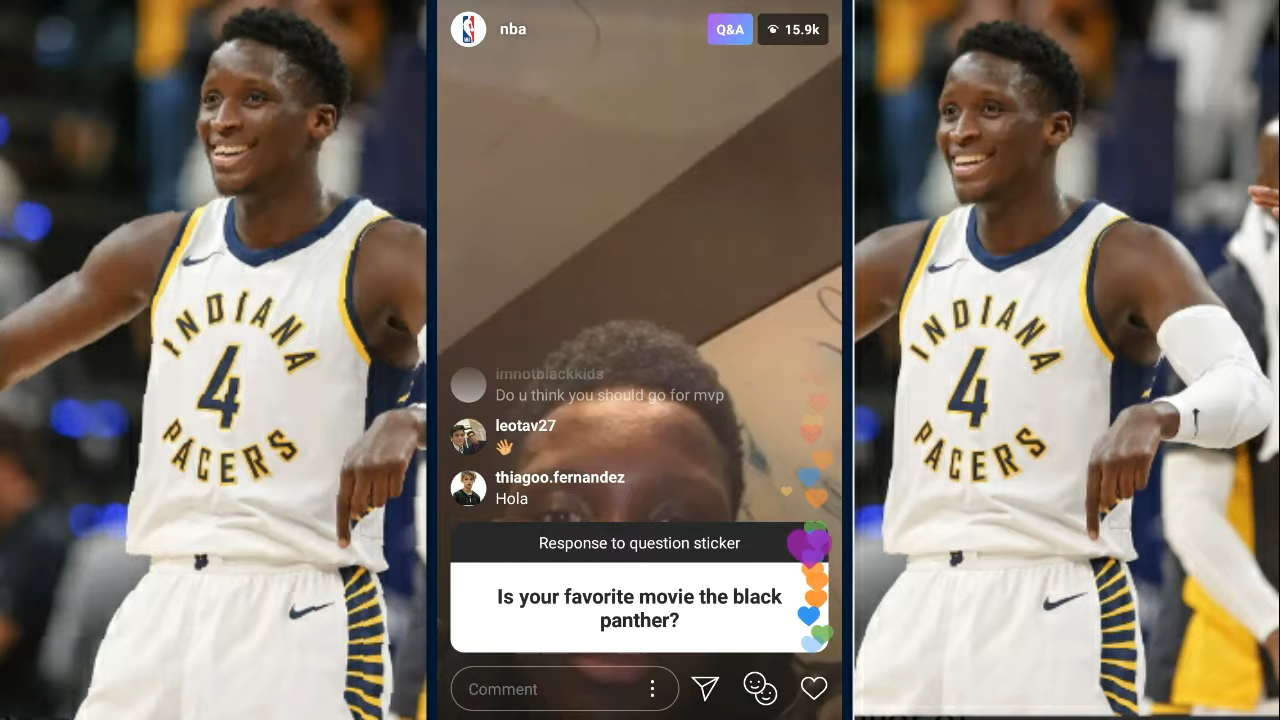 INDIANA
4
PACERS
nba
Q&A
15.9k
imnotblackkids
Do u think you should go for mvp
leotav27
thiagoo.fernandez
Hola
Response to question sticker
Is your favorite movie the black
panther?
Comment
INDIANA
4
PACERS